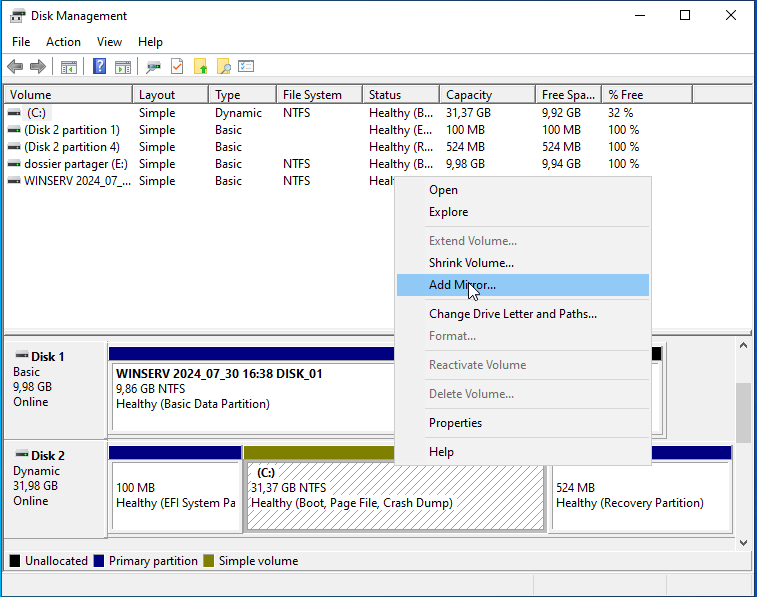 Disk Management
File Action View Help
Volume Layout Type File System Status Capacity Free Spa... % Free
(C:) Simple Dynamic NTFS Healthy (B... 31,37 GB 9,92 GB 32 %
(Disk 2 partition 1) Simple Basic Healthy (E... 100 MB 100 MB 100 %
(Disk 2 partition 4) Simple Basic Healthy (R... 524 MB 524 MB 100 %
dossier partager (E:) Simple Basic NTFS Healthy (B... 9,98 GB 9,94 GB 100 %
WINSERV 2024_07_... Simple Basic NTFS
Open
Explore
Extend Volume...
Shrink Volume...
Add Mirror...
Change Drive Letter and Paths...
Format...
Reactivate Volume
Delete Volume...
Properties
Help
Disk 1
Basic
9,98 GB
Online
WINSERV 2024_07_30 16:38 DISK_01
9,86 GB NTFS
Healthy (Basic Data Partition)
Disk 2
Dynamic
31,98 GB
Online
100 MB
Healthy (EFI System Pa
(C:)
31,37 GB NTFS
Healthy (Boot, Page File, Crash Dump)
524 MB
Healthy (Recovery Partition)
Unallocated Primary partition Simple volume